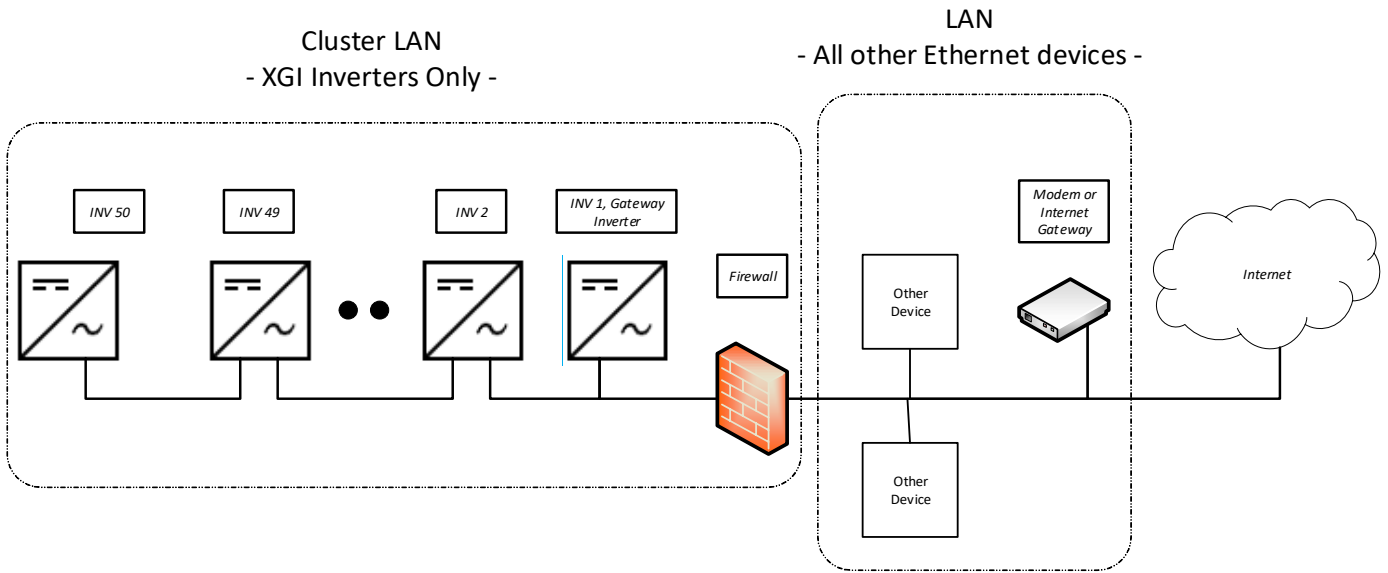 Cluster LAN
- XGI Inverters Only -
LAN
- All other Ethernet devices -
INV 50
INV 49
INV 2
INV 1, Gateway
Inverter
Firewall
Other
Device
Modem or
Internet
Gateway
Internet
Other
Device